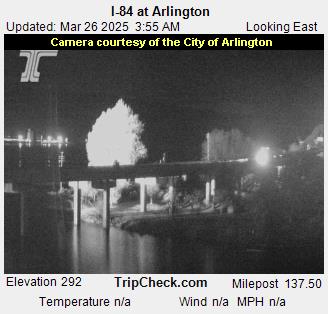 I-84 at Arlington
Updated: Mar 26 2025 3:55 AM Looking East
Camera courtesy of the City of Arlington
Elevation 292 TripCheck.com Milepost 137.50
Temperature n/a Wind n/a MPH n/a